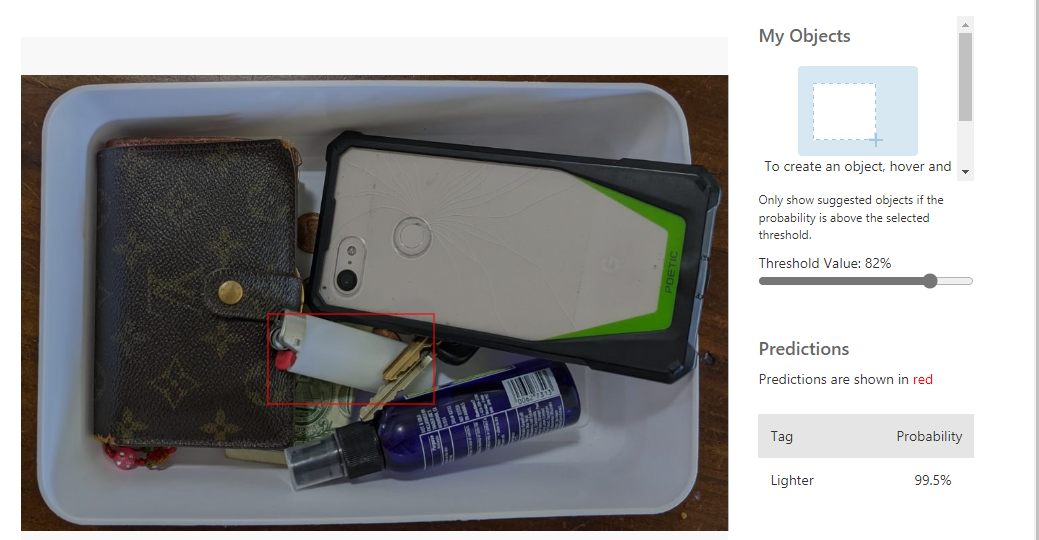 My Objects
To create an object, hover and
Only show suggested objects if the
probability is above the selected
threshold.
Threshold Value: 82%
POETIC
G
Predictions
Predictions are shown in red
Tag Probability
Lighter 99.5%